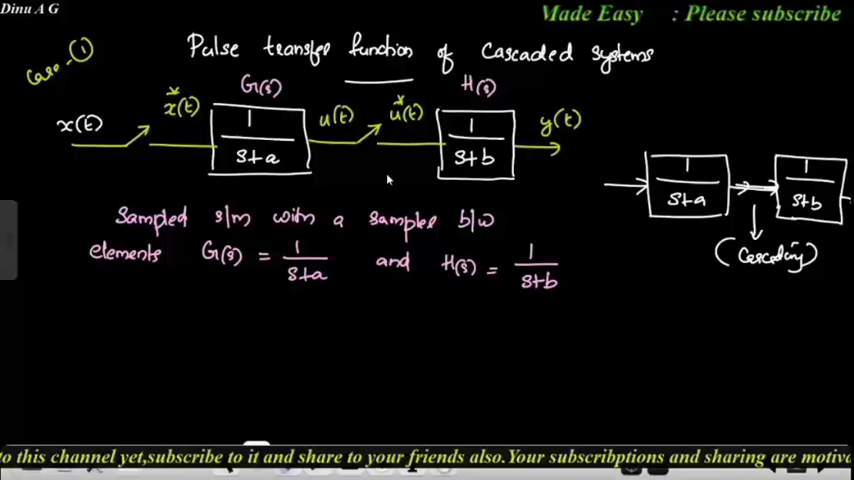 Dinu A G
Made Easy : Please subscribe
Case - ①
Pulse transfer function of Cascaded systems
G(s) H(s)
x(t) x*(t) 1/(s+a) u(t) u*(t) 1/(s+b) y(t)
1/(s+a) 1/(s+b)
(Cascading)
Sampled s/m with a sampler b/w
elements G(s) = 1/(s+a) and H(s) = 1/(s+b)
to this channel yet,subscribe to it and share to your friends also.Your subscribptions and sharing are motiva